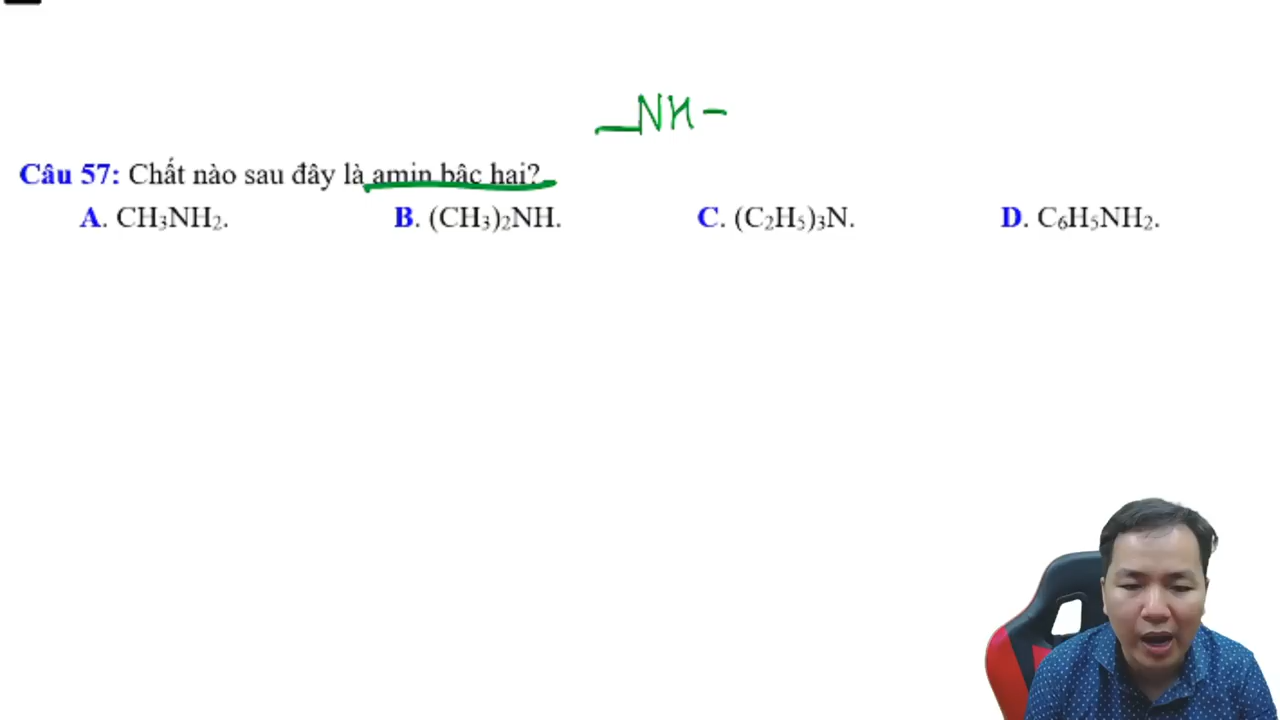 —NH-
Câu 57: Chất nào sau đây là amin bậc hai?
A. CH₃NH₂. B. (CH₃)₂NH. C. (C₂H₅)₃N. D. C₆H₅NH₂.